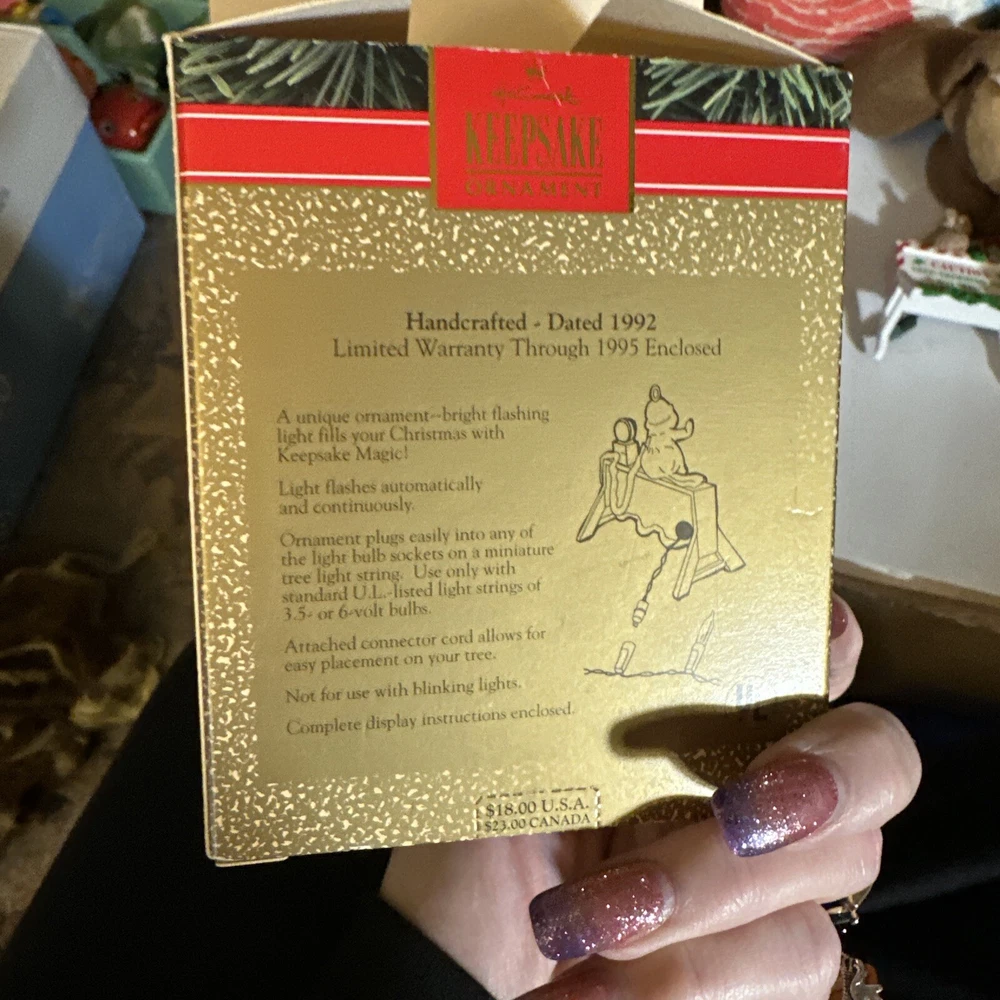 Hallmark
KEEPSAKE
ORNAMENT
Handcrafted - Dated 1992
Limited Warranty Through 1995 Enclosed
A unique ornament--bright flashing
light fills your Christmas with
Keepsake Magic!
Light flashes automatically
and continuously.
Ornament plugs easily into any of
the light bulb sockets on a miniature
tree light string. Use only with
standard U.L.-listed light strings of
3.5- or 6-volt bulbs.
Attached connector cord allows for
easy placement on your tree.
Not for use with blinking lights.
Complete display instructions enclosed.
$18.00 U.S.A.
$23.00 CANADA
CAUTION